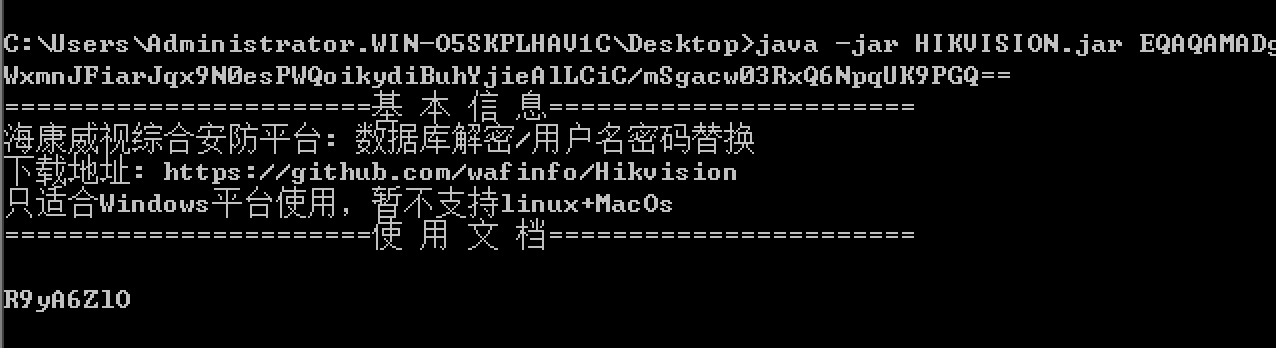 C:\Users\Administrator.WIN-O5SKPLHAV1C\Desktop>java -jar HIKVISION.jar EQAQAMADg
WxmnJFiarJqx9N0esPWQoikydiBuhYjieAlLCiC/mSgacw03RxQ6NpqUK9PGQ==
=======================基 本 信 息=======================
海康威视综合安防平台: 数据库解密/用户名密码替换
下载地址: https://github.com/wafinfo/Hikvision
只适合Windows平台使用，暂不支持linux+MacOs
=======================使 用 文 档=======================
R9yA6ZlO